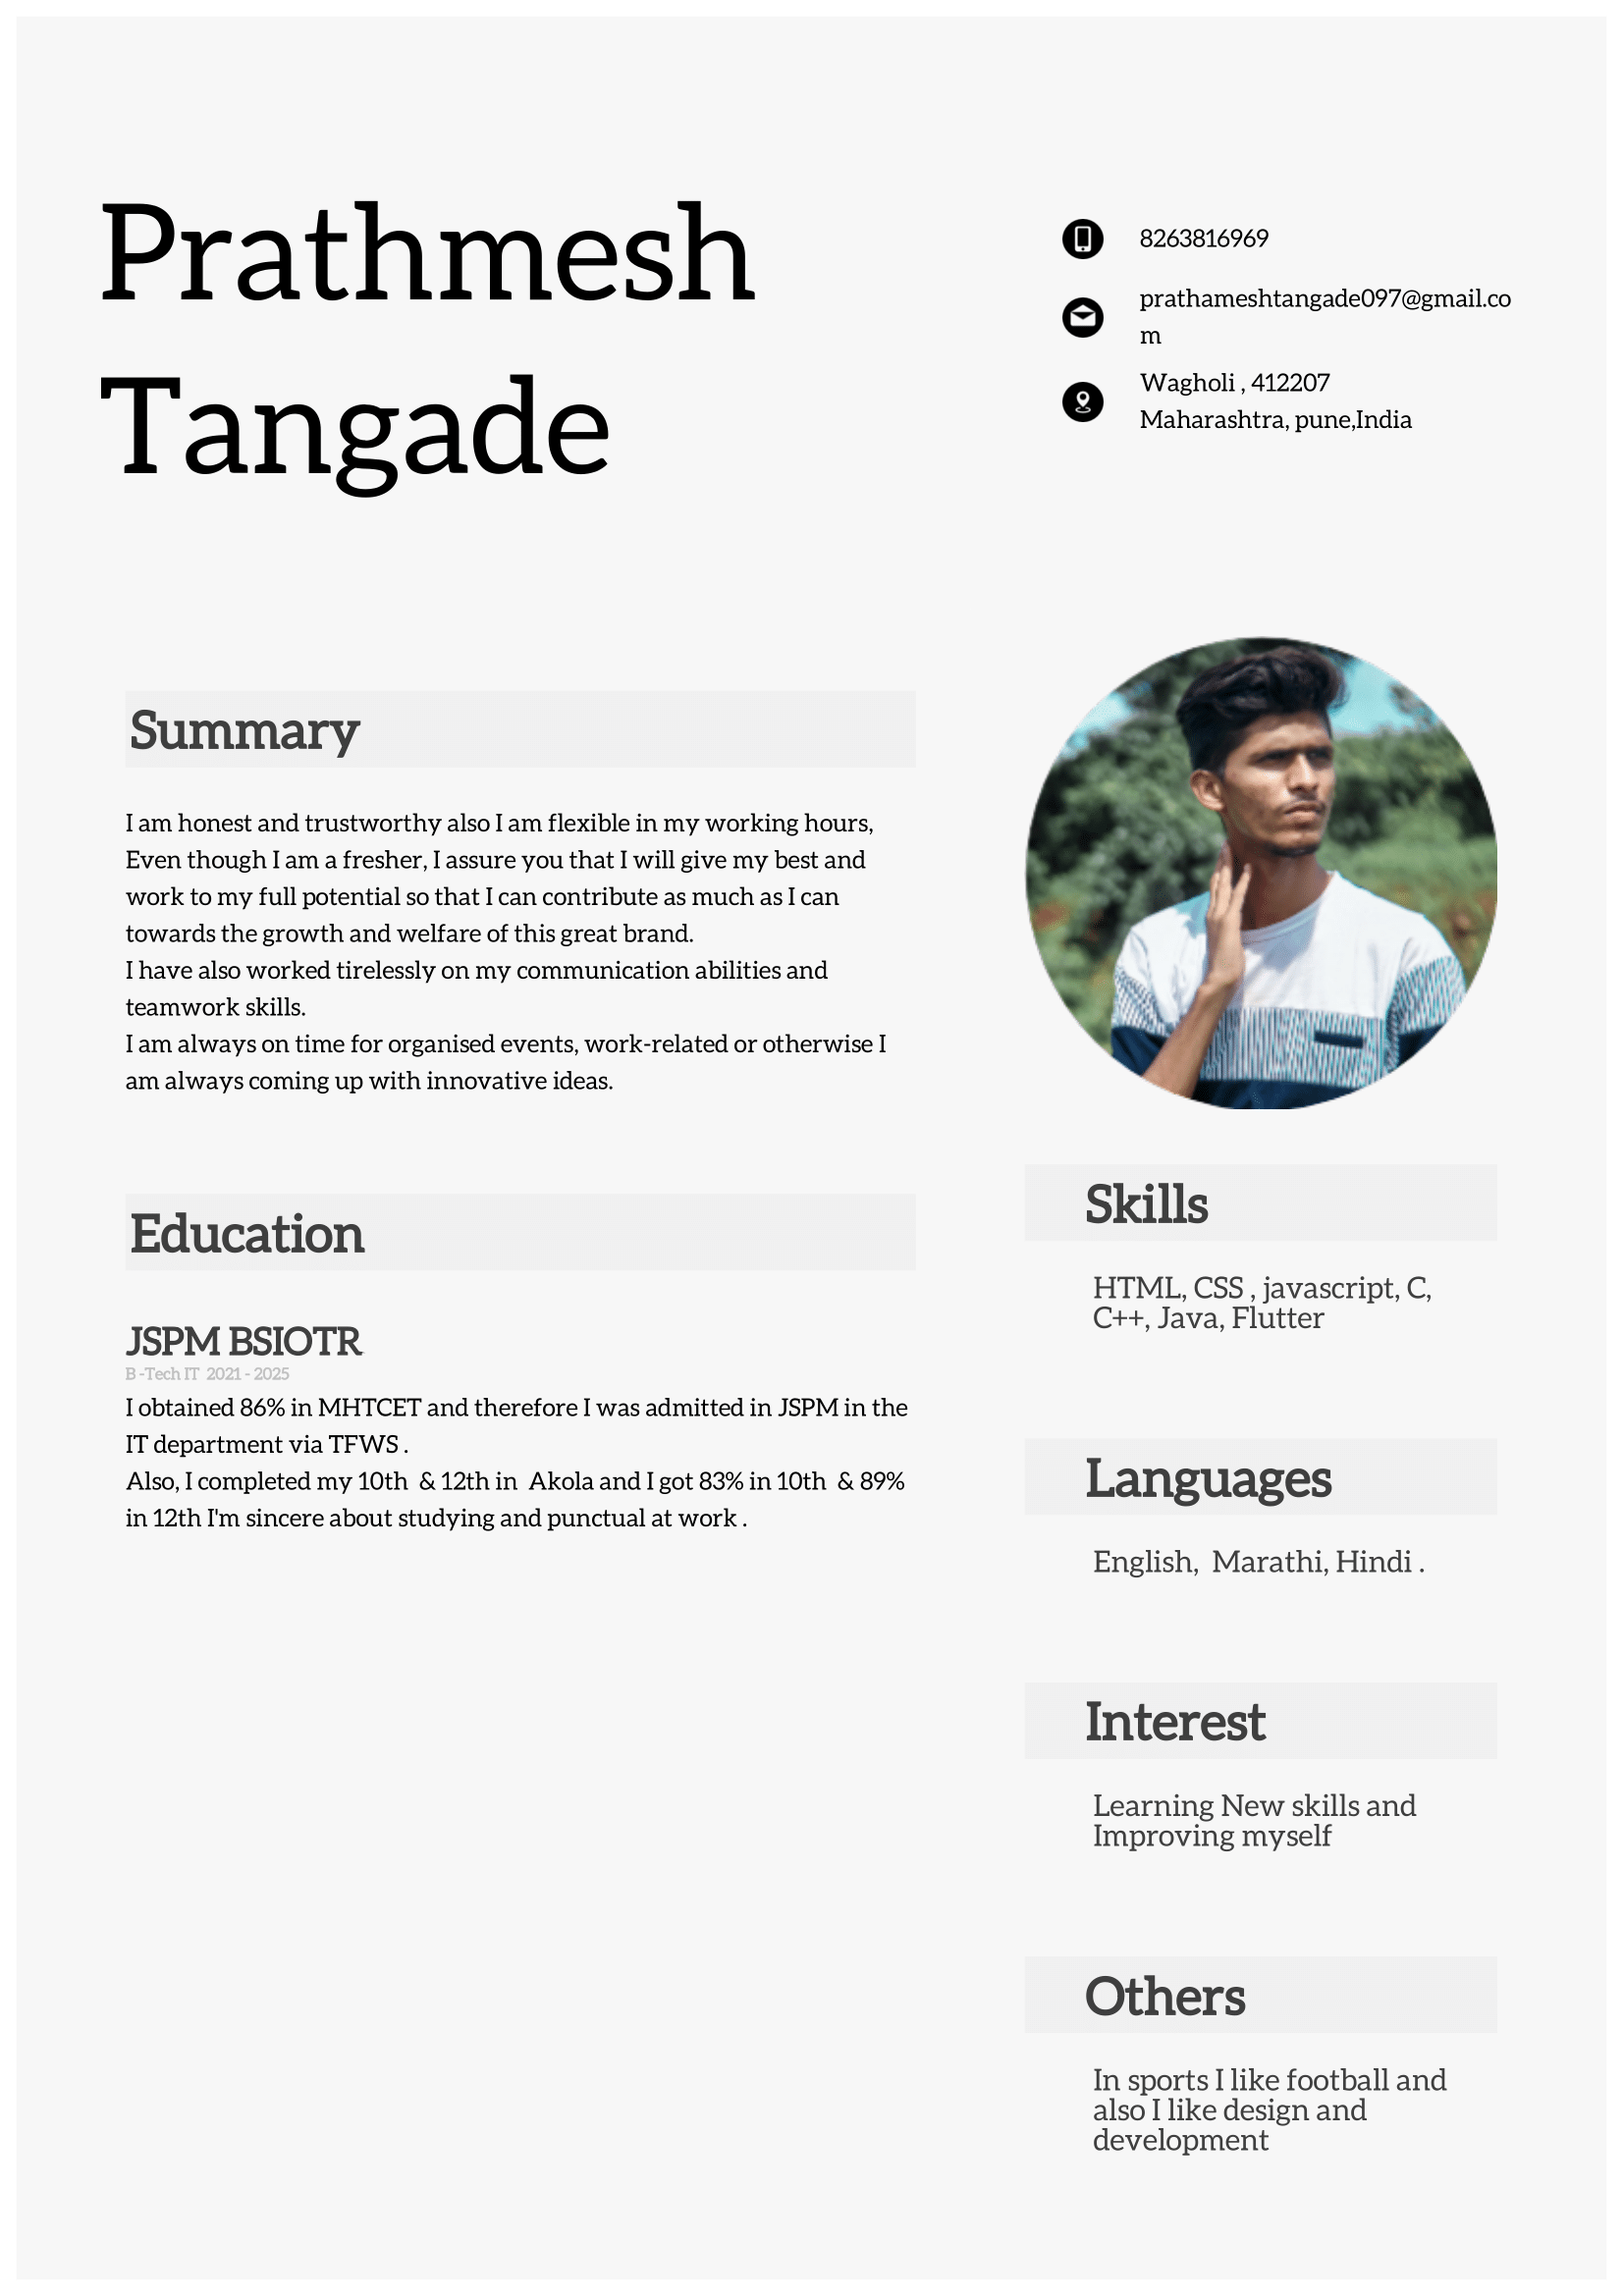 Prathmesh
Tangade
8263816969
prathameshtangade097@gmail.co
m
Wagholi , 412207
Maharashtra, pune,India
Summary
I am honest and trustworthy also I am flexible in my working hours,
Even though I am a fresher, I assure you that I will give my best and
work to my full potential so that I can contribute as much as I can
towards the growth and welfare of this great brand.
I have also worked tirelessly on my communication abilities and
teamwork skills.
I am always on time for organised events, work-related or otherwise I
am always coming up with innovative ideas.
Education
JSPM BSIOTR
B -Tech IT  2021 - 2025
I obtained 86% in MHTCET and therefore I was admitted in JSPM in the
IT department via TFWS .
Also, I completed my 10th  & 12th in  Akola and I got 83% in 10th  & 89%
in 12th I'm sincere about studying and punctual at work .
Skills
HTML, CSS , javascript, C,
C++, Java, Flutter
Languages
English,  Marathi, Hindi .
Interest
Learning New skills and
Improving myself
Others
In sports I like football and
also I like design and
development